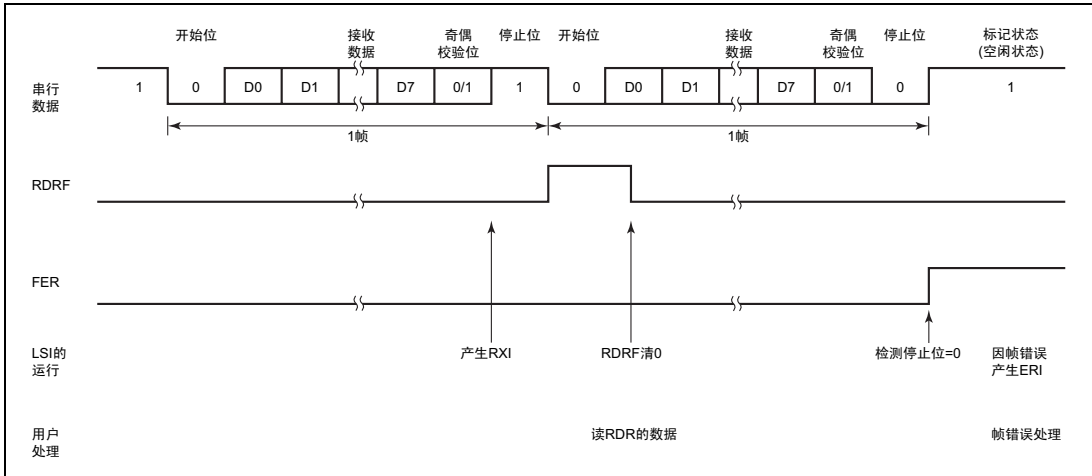 开始位 接收数据 奇偶校验位 停止位 开始位 接收数据 奇偶校验位 停止位 标记状态(空闲状态)
串行数据 1 0 D0 D1 D7 0/1 1 0 D0 D1 D7 0/1 0 1
1帧 1帧
RDRF
FER
LSI的运行 产生RXI RDRF清0 检测停止位=0 因帧错误产生ERI
用户处理 读RDR的数据 帧错误处理